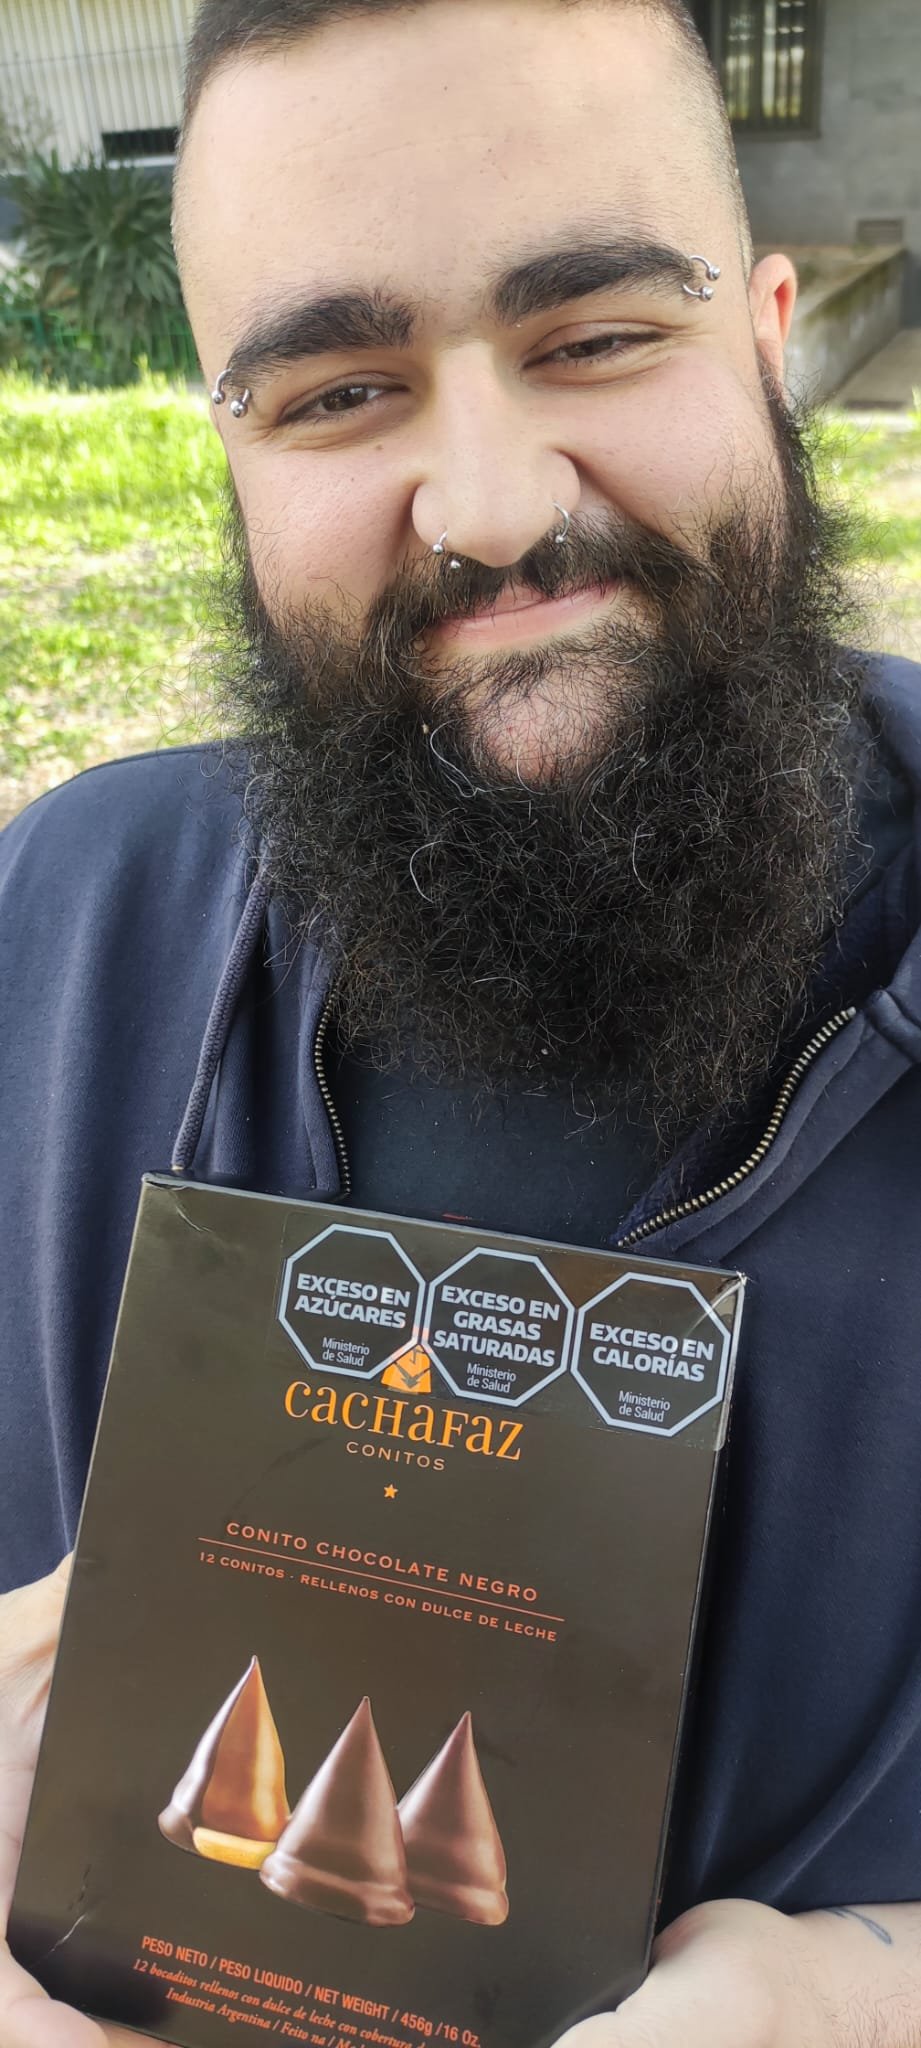 EXCESO EN
AZÚCARES
Ministerio
de Salud
EXCESO EN
GRASAS
SATURADAS
Ministerio
de Salud
EXCESO EN
CALORÍAS
Ministerio
de Salud
CACHAFAZ
CONITOS
CONITO CHOCOLATE NEGRO
12 CONITOS · RELLENOS CON DULCE DE LECHE
PESO NETO / PESO LIQUIDO / NET WEIGHT / 456g / 16 Oz.
12 bocaditos rellenos con dulce de leche con cobertura
Industria Argentina / Feito na /